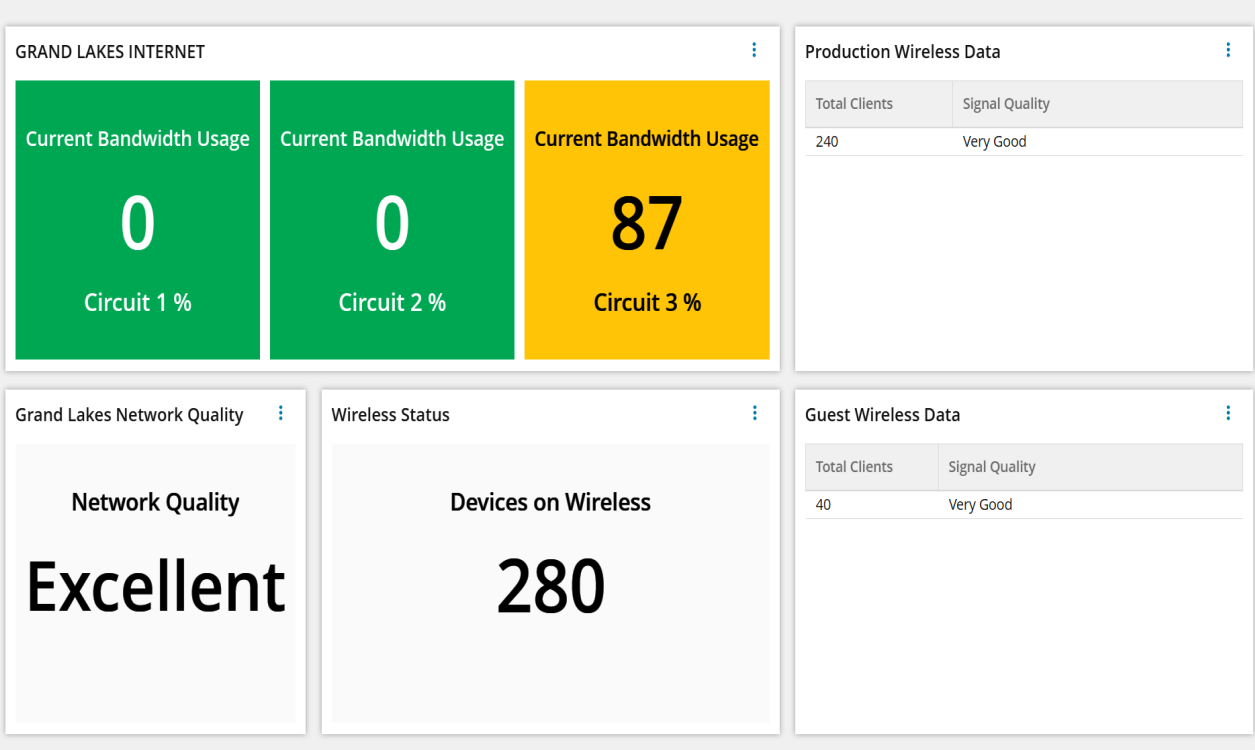 GRAND LAKES INTERNET
Current Bandwidth Usage
0
Circuit 1 %
Current Bandwidth Usage
0
Circuit 2 %
Current Bandwidth Usage
87
Circuit 3 %
Production Wireless Data
Total Clients Signal Quality
240 Very Good
Grand Lakes Network Quality
Network Quality
Excellent
Wireless Status
Devices on Wireless
280
Guest Wireless Data
Total Clients Signal Quality
40 Very Good